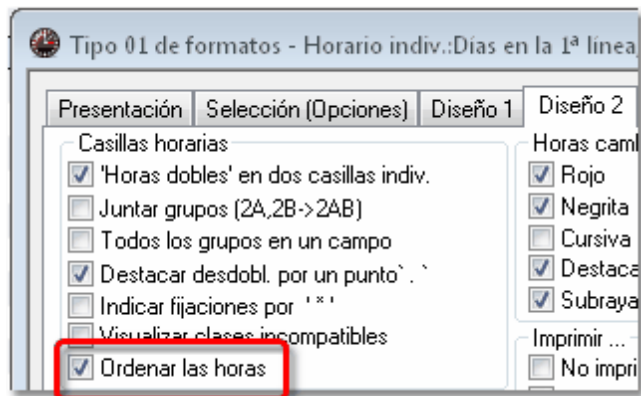 Tipo 01 de formatos - Horario indiv.:Días en la 1ª línea
Presentación
Selección (Opciones)
Diseño 1
Diseño 2
Casillas horarias
'Horas dobles' en dos casillas indiv.
Juntar grupos (2A,2B->2AB)
Todos los grupos en un campo
Destacar desdobl. por un punto`.`
Indicar fijaciones por '*'
Visualizar clases incompatibles
Ordenar las horas
Horas caml
Rojo
Negrita
Cursiva
Destaca
Subraya
Imprimir ...
No impri